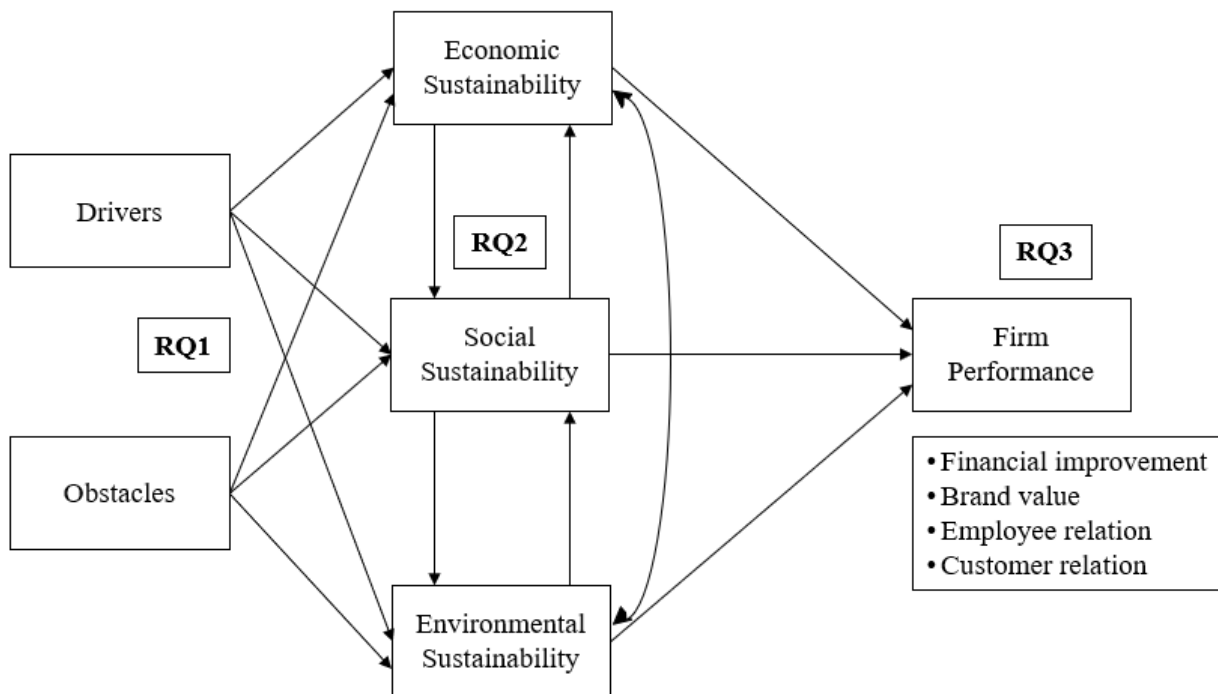 Economic
Sustainability
Drivers
RQ2
RQ3
RQ1
Social
Sustainability
Firm
Performance
Obstacles
• Financial improvement
• Brand value
• Employee relation
• Customer relation
Environmental
Sustainability